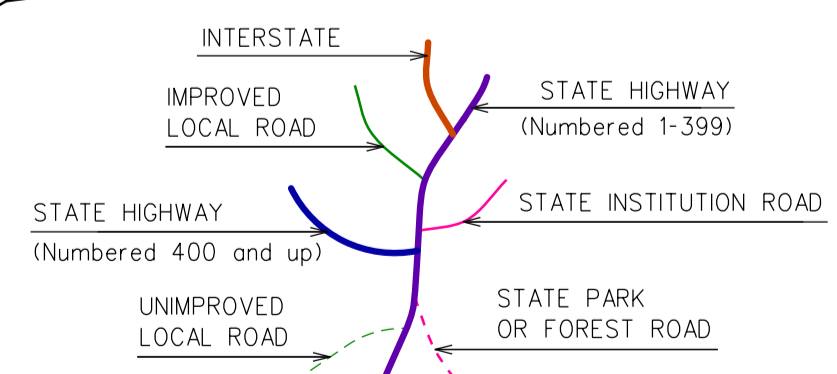 INTERSTATE
IMPROVED
LOCAL ROAD
STATE HIGHWAY
(Numbered 1-399)
STATE HIGHWAY
(Numbered 400 and up)
STATE INSTITUTION ROAD
UNIMPROVED
LOCAL ROAD
STATE PARK
OR FOREST ROAD